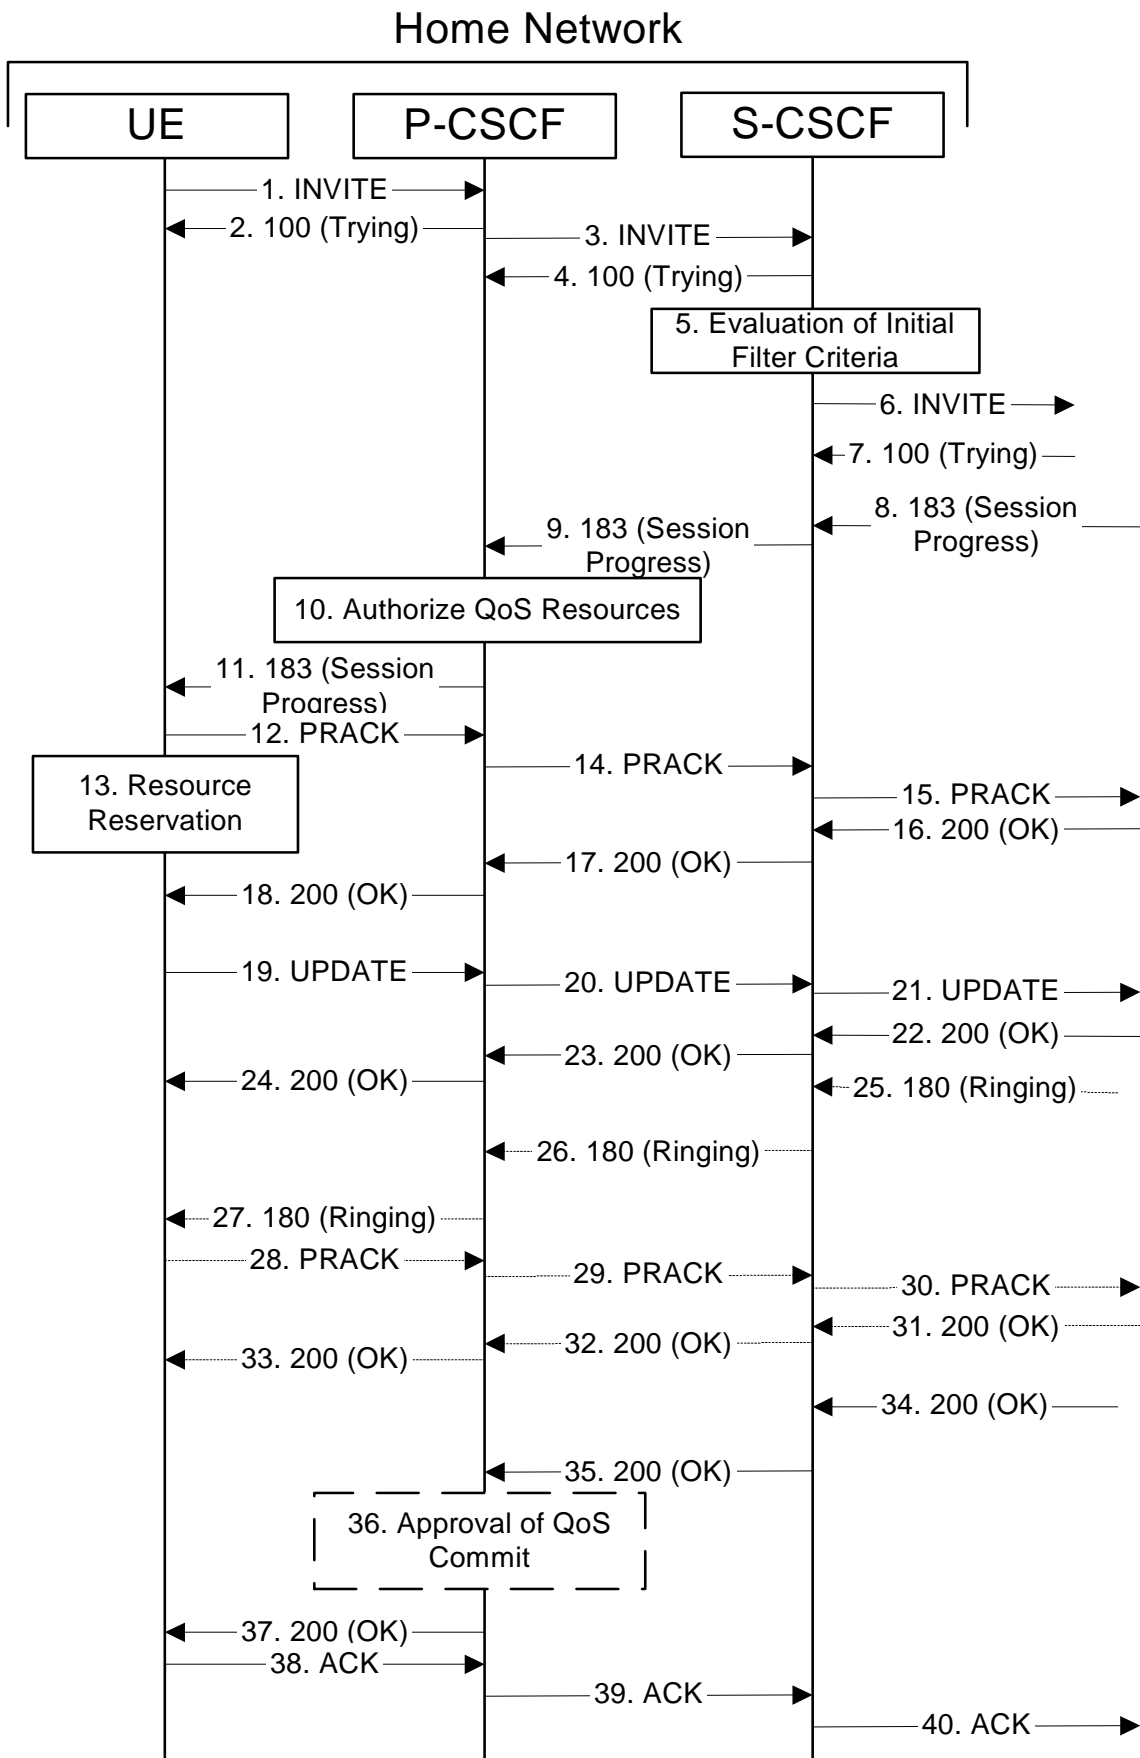 Home Network
UE
P-CSCF
S-CSCF
1. INVITE
2. 100 (Trying)
3. INVITE
4. 100 (Trying)
5. Evaluation of Initial
Filter Criteria
6. INVITE
7. 100 (Trying)
8. 183 (Session
Progress)
9. 183 (Session
Progress)
10. Authorize QoS Resources
11. 183 (Session
Progress)
12. PRACK
13. Resource
Reservation
14. PRACK
15. PRACK
16. 200 (OK)
17. 200 (OK)
18. 200 (OK)
19. UPDATE
20. UPDATE
21. UPDATE
22. 200 (OK)
23. 200 (OK)
24. 200 (OK)
25. 180 (Ringing)
26. 180 (Ringing)
27. 180 (Ringing)
28. PRACK
29. PRACK
30. PRACK
31. 200 (OK)
32. 200 (OK)
33. 200 (OK)
34. 200 (OK)
35. 200 (OK)
36. Approval of QoS
Commit
37. 200 (OK)
38. ACK
39. ACK
40. ACK